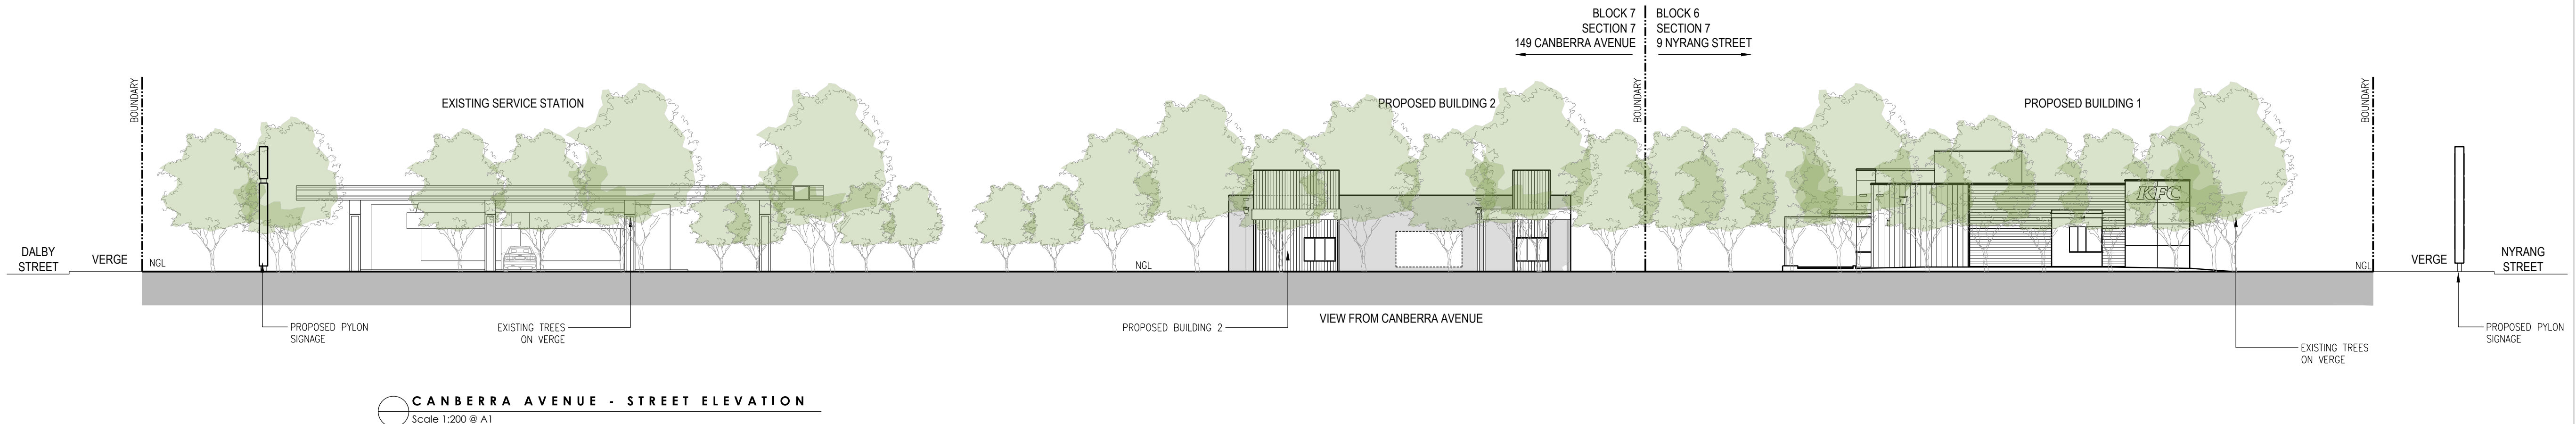 BLOCK 7
SECTION 7
149 CANBERRA AVENUE
BLOCK 6
SECTION 7
9 NYRANG STREET
BOUNDARY
EXISTING SERVICE STATION
PROPOSED BUILDING 2
BOUNDARY
PROPOSED BUILDING 1
BOUNDARY
KFC
DALBY
STREET
VERGE
NGL
NGL
NGL
VERGE
NYRANG
STREET
PROPOSED PYLON
SIGNAGE
EXISTING TREES
ON VERGE
PROPOSED BUILDING 2
VIEW FROM CANBERRA AVENUE
EXISTING TREES
ON VERGE
PROPOSED PYLON
SIGNAGE
CANBERRA AVENUE - STREET ELEVATION
Scale 1:200 @ A1